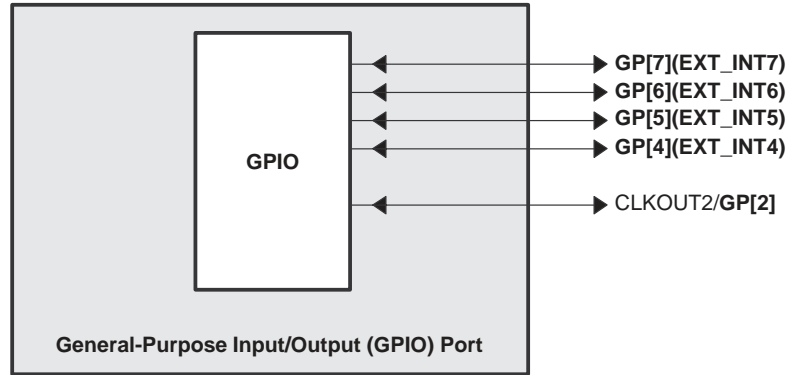 GP[7](EXT_INT7)
GP[6](EXT_INT6)
GP[5](EXT_INT5)
GP[4](EXT_INT4)
GPIO
CLKOUT2/GP[2]
General-Purpose Input/Output (GPIO) Port